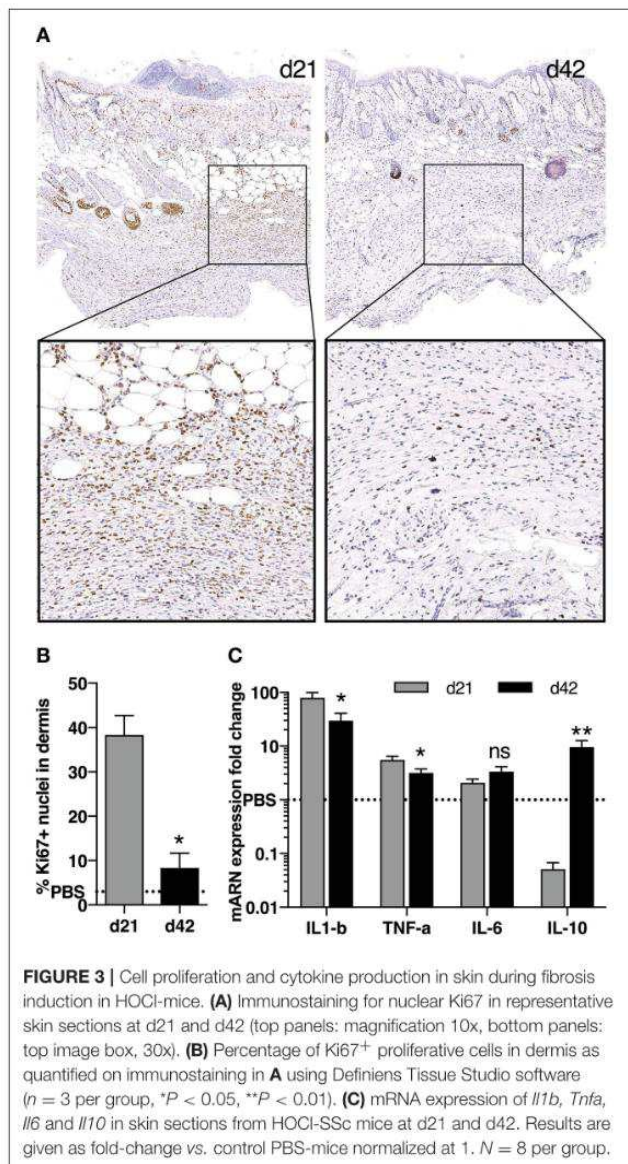 A
d21
d42
B
C
% Ki67+ nuclei in dermis
50
40
30
20
10
0
PBS
*
d21
d42
mARN expression fold change
100
10
PBS
0.1
0.01
d21
d42
*
*
ns
**
IL1-b
TNF-a
IL-6
IL-10
FIGURE 3 | Cell proliferation and cytokine production in skin during fibrosis
induction in HOCl-mice. (A) Immunostaining for nuclear Ki67 in representative
skin sections at d21 and d42 (top panels: magnification 10x, bottom panels:
top image box, 30x). (B) Percentage of Ki67+ proliferative cells in dermis as
quantified on immunostaining in A using Definiens Tissue Studio software
(n = 3 per group, *P < 0.05, **P < 0.01). (C) mRNA expression of Il1b, Tnfa,
Il6 and Il10 in skin sections from HOCl-SSc mice at d21 and d42. Results are
given as fold-change vs. control PBS-mice normalized at 1. N = 8 per group.